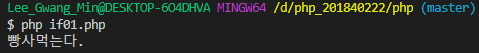 Lee_Gwang_Min@DESKTOP-6O4DHVA MINGW64 /d/php_201840222/php (master)
$ php if01.php
빵사먹는다.